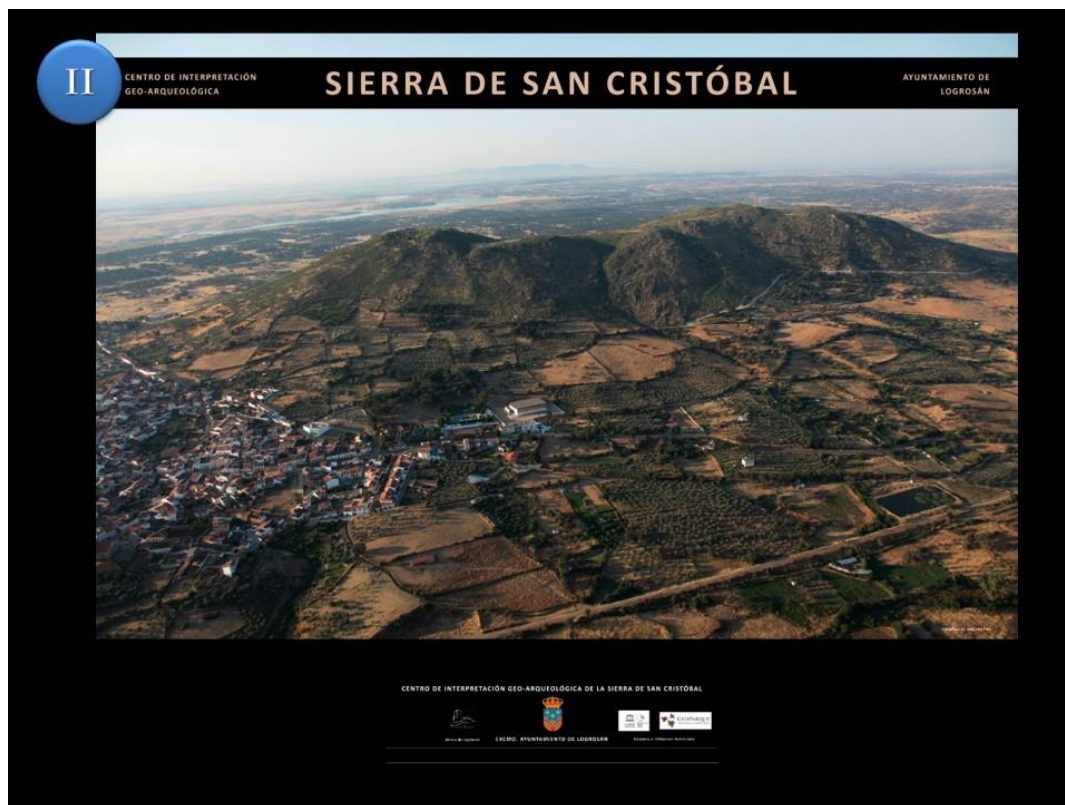 II
CENTRO DE INTERPRETACIÓN
GEO-ARQUEOLÓGICA
SIERRA DE SAN CRISTÓBAL
AYUNTAMIENTO DE
LOGROSÁN
CENTRO DE INTERPRETACIÓN GEO-ARQUEOLÓGICA DE LA SIERRA DE SAN CRISTÓBAL
EXCMO. AYUNTAMIENTO DE LOGROSÁN